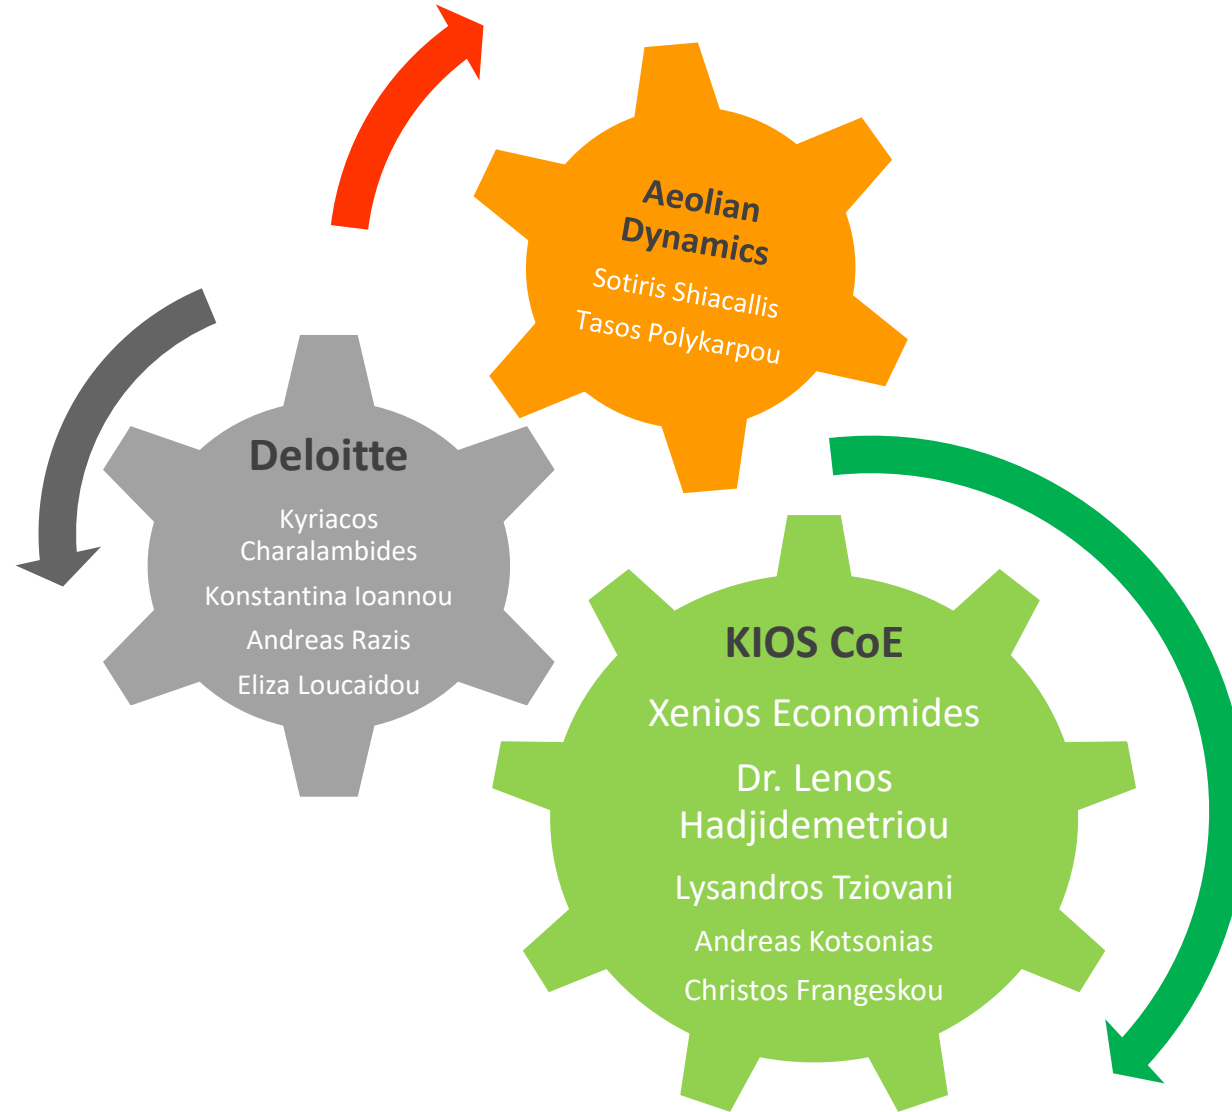 Aeolian
Dynamics
Sotiris Shiacallis
Tasos Polykarpou
Deloitte
Kyriacos
Charalambides
Konstantina Ioannou
Andreas Razis
Eliza Loucaidou
KIOS CoE
Xenios Economides
Dr. Lenos
Hadjidemetriou
Lysandros Tziovani
Andreas Kotsonias
Christos Frangeskou